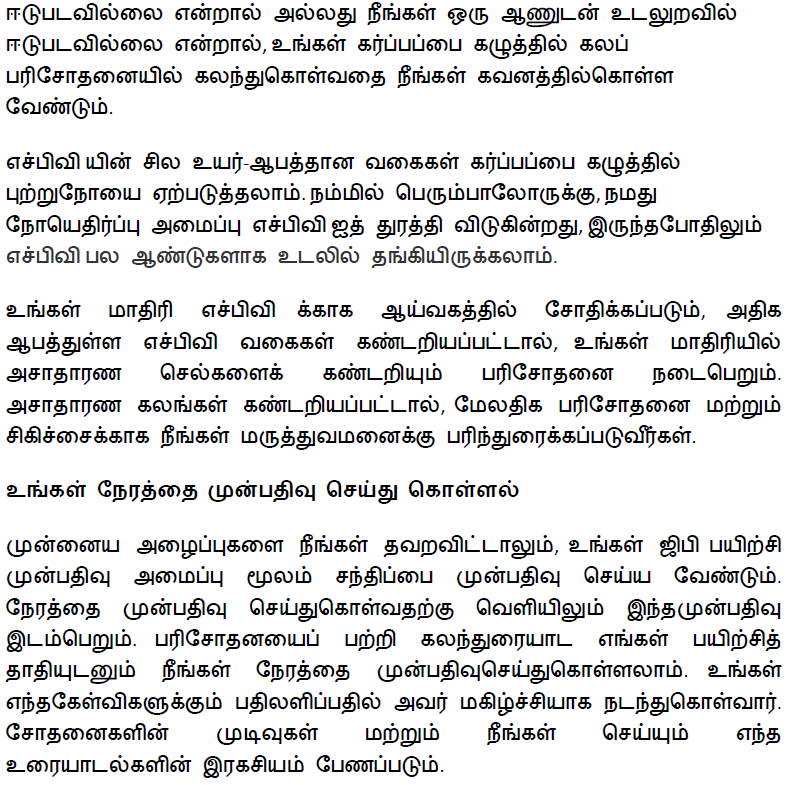 ஈடுபடவில்லை என்றால் அல்லது நீங்கள் ஒரு ஆணுடன் உடலுறவில்
ஈடுபடவில்லை என்றால்,உங்கள் கர்ப்பப்பை கழுத்தில் கலப்
பரிசோதனையில் கலந்துகொள்வதை நீங்கள் கவனத்தில்கொள்ள
வேண்டும்.
எச்பிவி யின் சில உயர்-ஆபத்தான வகைகள் கர்ப்பப்பை கழுத்தில்
புற்றுநோயை ஏற்படுத்தலாம்.நம்மில் பெரும்பாலோருக்கு,நமது
நோயெதிர்ப்பு அமைப்பு எச்பிவி ஐத் துரத்தி விடுகின்றது,இருந்தபோதிலும்
எச்பிவி பல ஆண்டுகளாக உடலில் தங்கியிருக்கலாம்.
உங்கள் மாதிரி எச்பிவி க்காக ஆய்வகத்தில் சோதிக்கப்படும், அதிக
ஆபத்துள்ள எச்பிவி வகைகள் கண்டறியப்பட்டால், உங்கள் மாதிரியில்
அசாதாரண செல்களைக் கண்டறியும் பரிசோதனை நடைபெறும்.
அசாதாரண கலங்கள் கண்டறியப்பட்டால், மேலதிக பரிசோதனை மற்றும்
சிகிச்சைக்காக நீங்கள் மருத்துவமனைக்கு பரிந்துரைக்கப்படுவீர்கள்.
உங்கள் நேரத்தை முன்பதிவு செய்து கொள்ளல்
முன்னைய அழைப்புகளை நீங்கள் தவறவிட்டாலும், உங்கள் ஜிபி பயிற்சி
முன்பதிவு அமைப்பு மூலம் சந்திப்பை முன்பதிவு செய்ய வேண்டும்.
நேரத்தை முன்பதிவு செய்துகொள்வதற்கு வெளியிலும் இந்தமுன்பதிவு
இடம்பெறும். பரிசோதனயைப் பற்றி கலந்துரையாட எங்கள் பயிற்சித்
தாதியுடனும் நீங்கள் நேரத்தை முன்பதிவுசெய்துகொள்ளலாம். உங்கள்
எந்தகேள்விகளுக்கும் பதிலளிப்பதில் அவர் மகிழ்ச்சியாக நடந்துகொள்வார்.
சோதனைகளின் முடிவுகள் மற்றும் நீங்கள் செய்யும் எந்த
உரையாடல்களின் இரகசியம் பேணப்படும்.